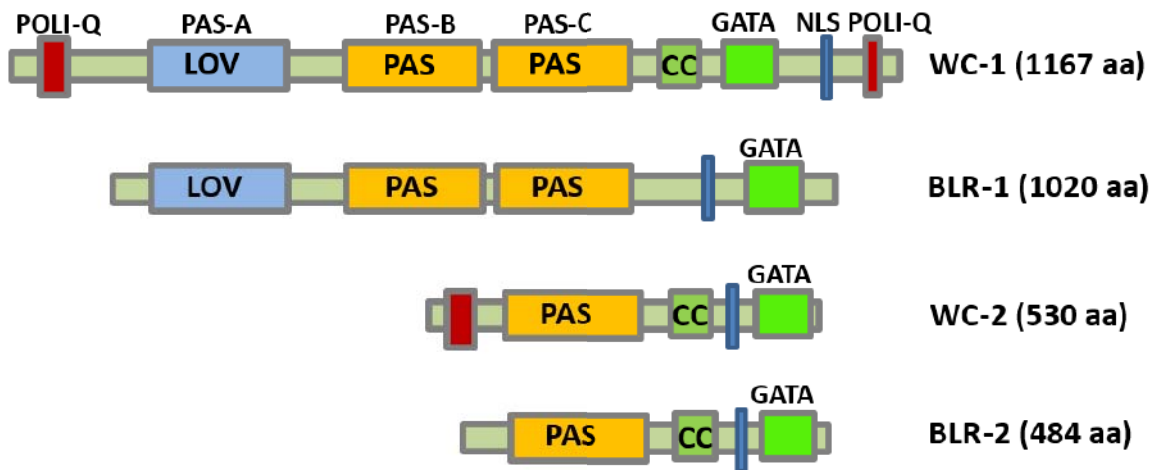 POLI-Q PAS-A PAS-B PAS-C GATA NLS POLI-Q
LOV PAS PAS CC WC-1 (1167 aa)
GATA
LOV PAS PAS BLR-1 (1020 aa)
GATA
PAS CC WC-2 (530 aa)
GATA
PAS CC BLR-2 (484 aa)